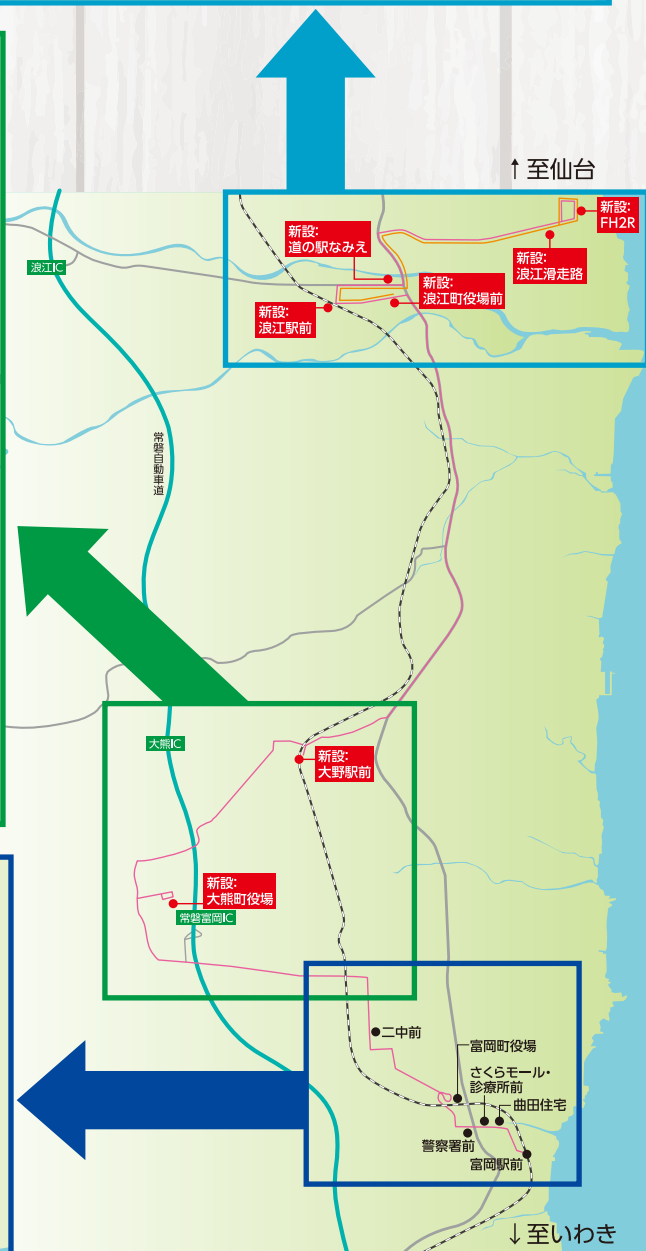 ↑至仙台
新設:
FH2R
新設:
道の駅なみえ
新設:
浪江滑走路
浪江IC
新設:
浪江町役場前
新設:
浪江駅前
常磐自動車道
大熊IC
新設:
大野駅前
新設:
大熊町役場
常磐富岡IC
二中前
富岡町役場
さくらモール・
診療所前
曲田住宅
警察署前
富岡駅前
↓至いわき